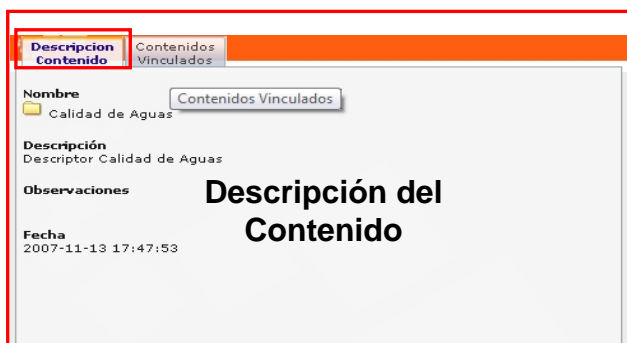 Descripcion Contenido
Contenidos Vinculados
Nombre
Contenidos Vinculados
Calidad de Aguas
Descripción
Descriptor Calidad de Aguas
Observaciones
Descripción del
Contenido
Fecha
2007-11-13 17:47:53